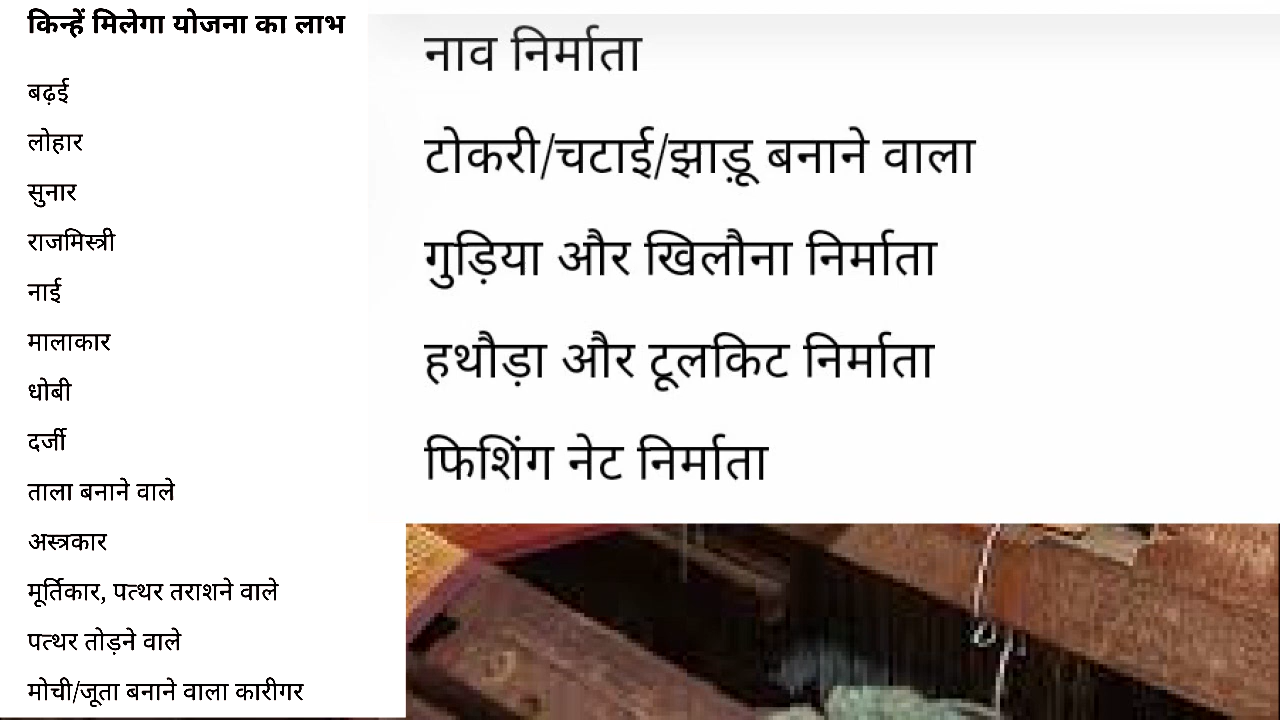 किन्हें मिलेगा योजना का लाभ
बढ़ई
लोहार
सुनार
राजमिस्त्री
नाई
मालाकार
धोबी
दर्जी
ताला बनाने वाले
अस्त्रकार
मूर्तिकार, पत्थर तराशने वाले
पत्थर तोड़ने वाले
मोची/जूता बनाने वाला कारीगर
नाव निर्माता
टोकरी/चटाई/झाड़ू बनाने वाला
गुड़िया और खिलौना निर्माता
हथौड़ा और टूलकिट निर्माता
फिशिंग नेट निर्माता